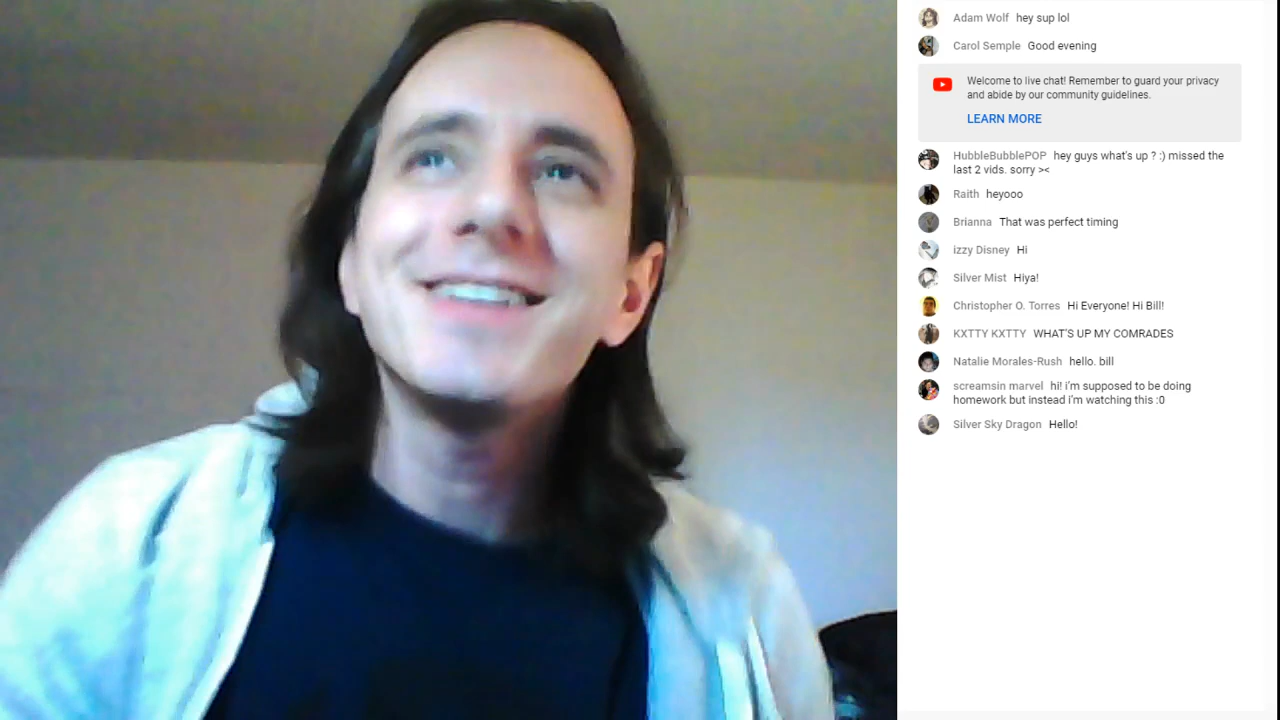 Adam Wolf hey sup lol
Carol Semple Good evening
Welcome to live chat! Remember to guard your privacy
and abide by our community guidelines.
LEARN MORE
HubbleBubblePOP hey guys what's up ? :) missed the
last 2 vids. sorry ><
Raith heyooo
Brianna That was perfect timing
izzy Disney Hi
Silver Mist Hiya!
Christopher O. Torres Hi Everyone! Hi Bill!
KXTTY KXTTY WHAT'S UP MY COMRADES
Natalie Morales-Rush hello. bill
screamsin marvel hi! i'm supposed to be doing
homework but instead i'm watching this :0
Silver Sky Dragon Hello!